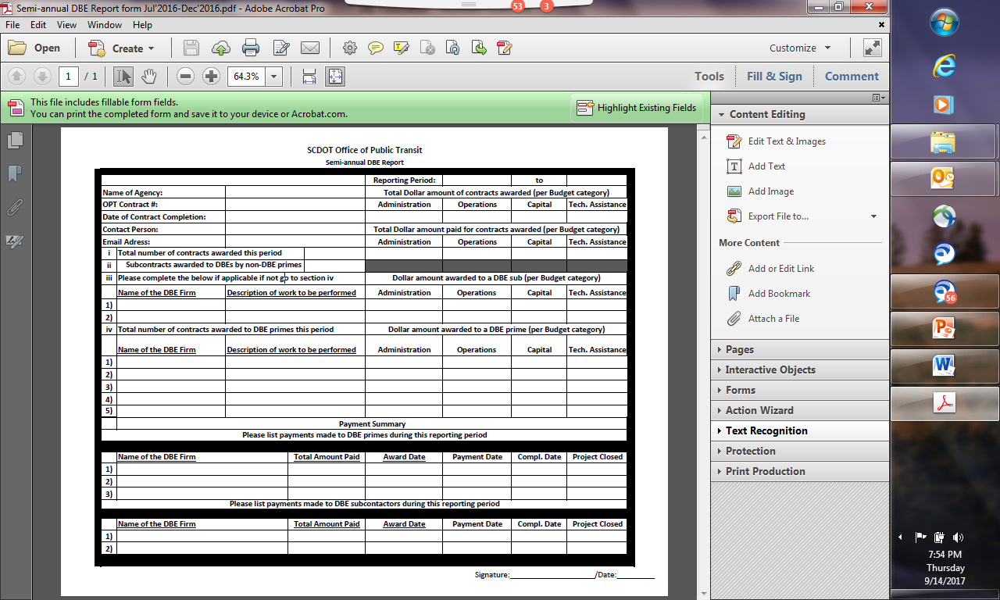 Semi-annual DBE Report form Jul'2016-Dec'2016.pdf - Adobe Acrobat Pro
53
3
File Edit View Window Help
Open
Create
Customize
1 / 1
64.3%
Tools
Fill & Sign
Comment
This file includes fillable form fields.
You can print the completed form and save it to your device or Acrobat.com.
Highlight Existing Fields
SCDOT Office of Public Transit
Semi-annual DBE Report
Reporting Period: to
Name of Agency: Total Dollar amount of contracts awarded (per Budget category)
OPT Contract #: Administration Operations Capital Tech. Assistance
Date of Contract Completion:
Contact Person: Total Dollar amount paid for contracts awarded (per Budget category)
Email Adress: Administration Operations Capital Tech. Assistance
i Total number of contracts awarded this period
ii Subcontracts awarded to DBEs by non-DBE primes
iii Please complete the below if applicable if not go to section iv Dollar amount awarded to a DBE sub (per Budget category)
Name of the DBE Firm Description of work to be performed Administration Operations Capital Tech. Assistance
1)
2)
iv Total number of contracts awarded to DBE primes this period Dollar amount awarded to a DBE prime (per Budget category)
Name of the DBE Firm Description of work to be performed Administration Operations Capital Tech. Assistance
1)
2)
3)
4)
5)
Payment Summary
Please list payments made to DBE primes during this reporting period
Name of the DBE Firm Total Amount Paid Award Date Payment Date Compl. Date Project Closed
1)
2)
3)
Please list payments made to DBE subcontactors during this reporting period
Name of the DBE Firm Total Amount Paid Award Date Payment Date Compl. Date Project Closed
1)
2)
Signature:____________________/Date:_________
Content Editing
Edit Text & Images
Add Text
Add Image
Export File to...
More Content
Add or Edit Link
Add Bookmark
Attach a File
Pages
Interactive Objects
Forms
Action Wizard
Text Recognition
Protection
Print Production
56
7:54 PM
Thursday
9/14/2017